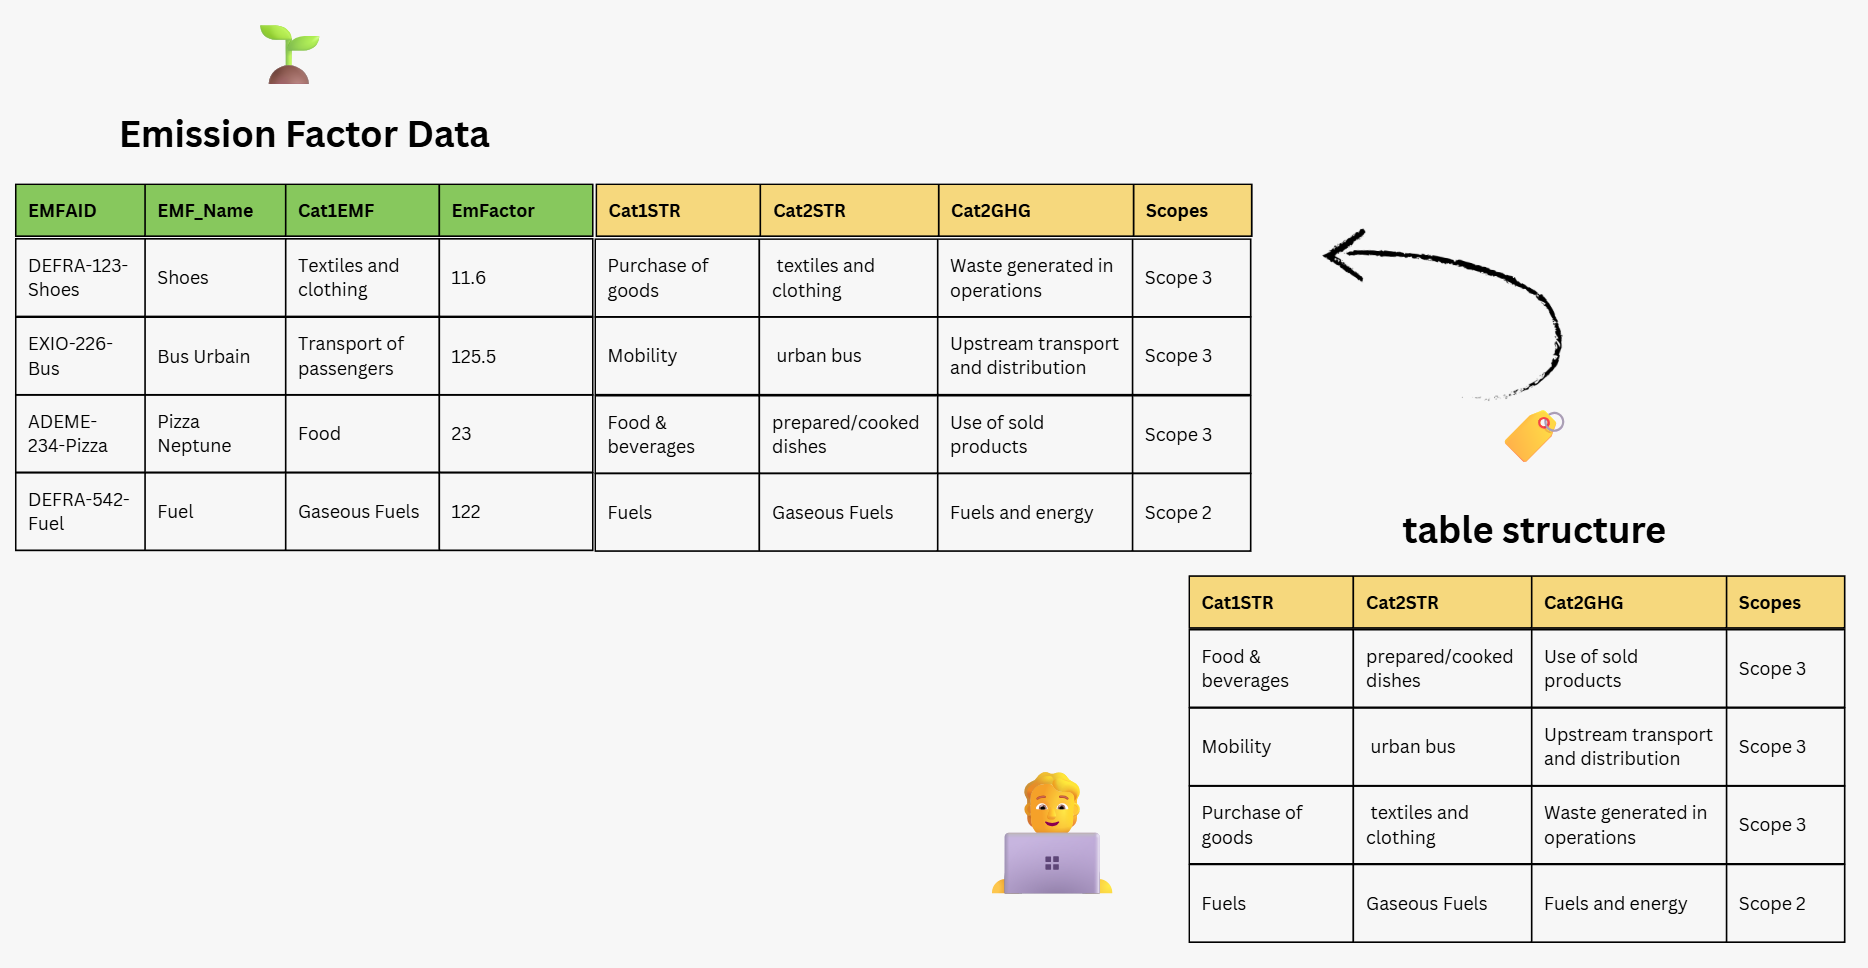 Emission Factor Data
EMFAID EMF_Name Cat1EMF EmFactor Cat1STR Cat2STR Cat2GHG Scopes
DEFRA-123-
Shoes
Shoes
Textiles and
clothing
11.6
Purchase of
goods
textiles and
clothing
Waste generated in
operations
Scope 3
EXIO-226-
Bus
Bus Urbain
Transport of
passengers
125.5
Mobility
urban bus
Upstream transport
and distribution
Scope 3
ADEME-
234-Pizza
Pizza
Neptune
Food
23
Food &
beverages
prepared/cooked
dishes
Use of sold
products
Scope 3
DEFRA-542-
Fuel
Fuel
Gaseous Fuels
122
Fuels
Gaseous Fuels
Fuels and energy
Scope 2
table structure
Cat1STR Cat2STR Cat2GHG Scopes
Food &
beverages
prepared/cooked
dishes
Use of sold
products
Scope 3
Mobility
urban bus
Upstream transport
and distribution
Scope 3
Purchase of
goods
textiles and
clothing
Waste generated in
operations
Scope 3
Fuels
Gaseous Fuels
Fuels and energy
Scope 2